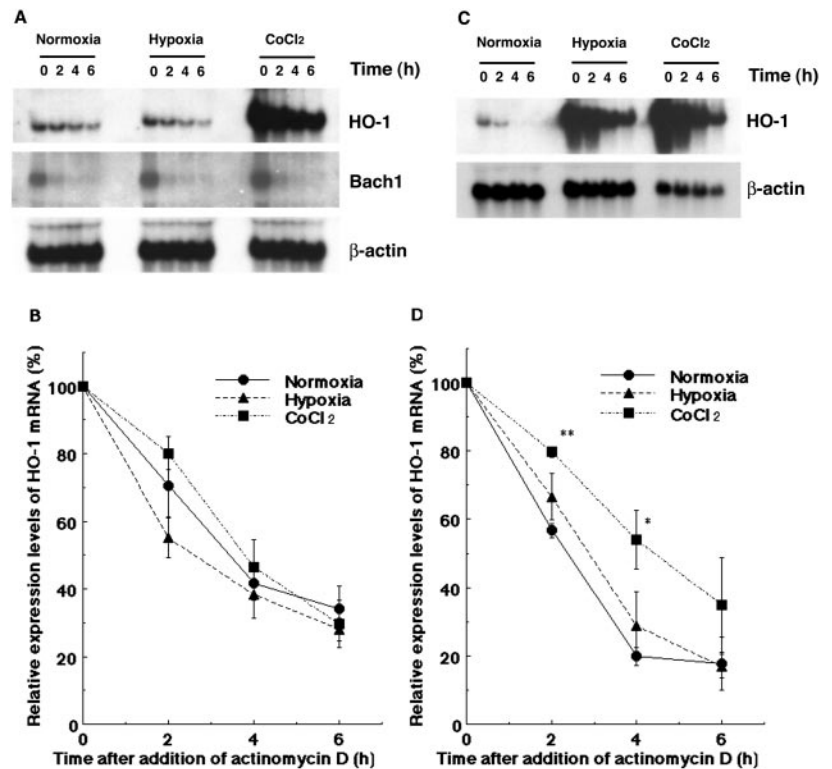 A
Normoxia Hypoxia CoCl2
0 2 4 6 0 2 4 6 0 2 4 6 Time (h)
HO-1
Bach1
β-actin
C
Normoxia Hypoxia CoCl2
0 2 4 6 0 2 4 6 0 2 4 6 Time (h)
HO-1
β-actin
B
Relative expression levels of HO-1 mRNA (%)
100
80
60
40
20
0
0 2 4 6
Time after addition of actinomycin D (h)
Normoxia
Hypoxia
CoCl 2
D
Relative expression levels of HO-1 mRNA (%)
100
80
60
40
20
0
0 2 4 6
Time after addition of actinomycin D (h)
Normoxia
Hypoxia
CoCl 2
**
*